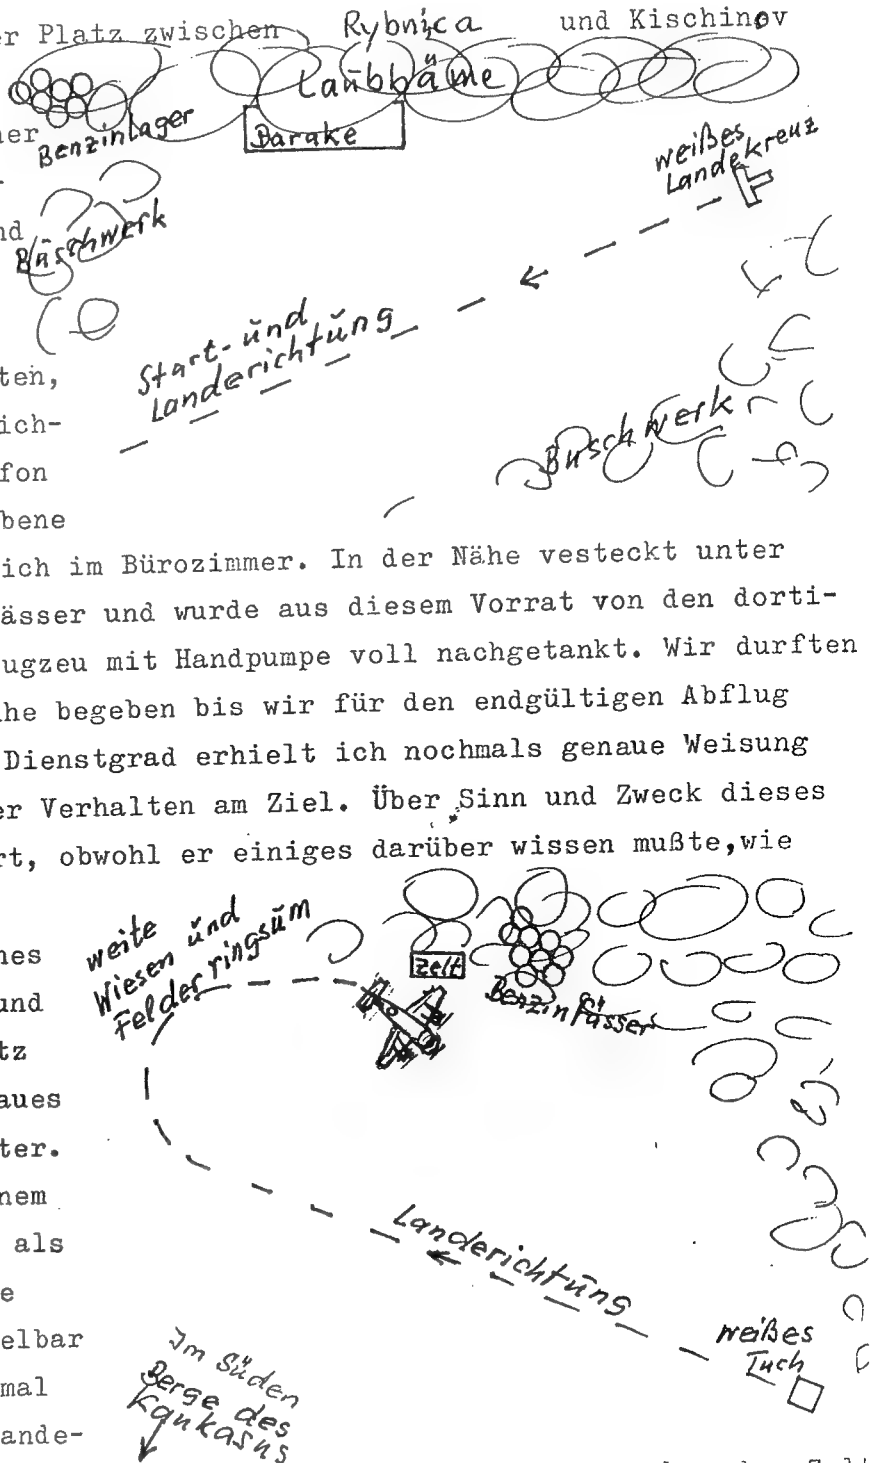 er Platz zwischen Rybnica und Kischinov
Laubbäume
Benzinlager
Barake
ner
weißes
Landekreuz
nd
Buschwerk
Start- und
Landerichtung
ten,
ich-
Buschwerk
fon
bene
ich im Bürozimmer. In der Nähe vesteckt unter
ässer und wurde aus diesem Vorrat von den dorti-
ugzeu mit Handpumpe voll nachgetankt. Wir durften
he begeben bis wir für den endgültigen Abflug
Dienstgrad erhielt ich nochmals genaue Weisung
er Verhalten am Ziel. Über Sinn und Zweck dieses
rt, obwohl er einiges darüber wissen mußte,wie
weite
Wiesen und
Felder ringsum
nes
Zelt
Benzinfässer
und
tz
aues
ter.
nem
als
Landerichtung
e
elbar
weißes
Tuch
mal
Im Süden
Berge des
Kaukasus
ande-